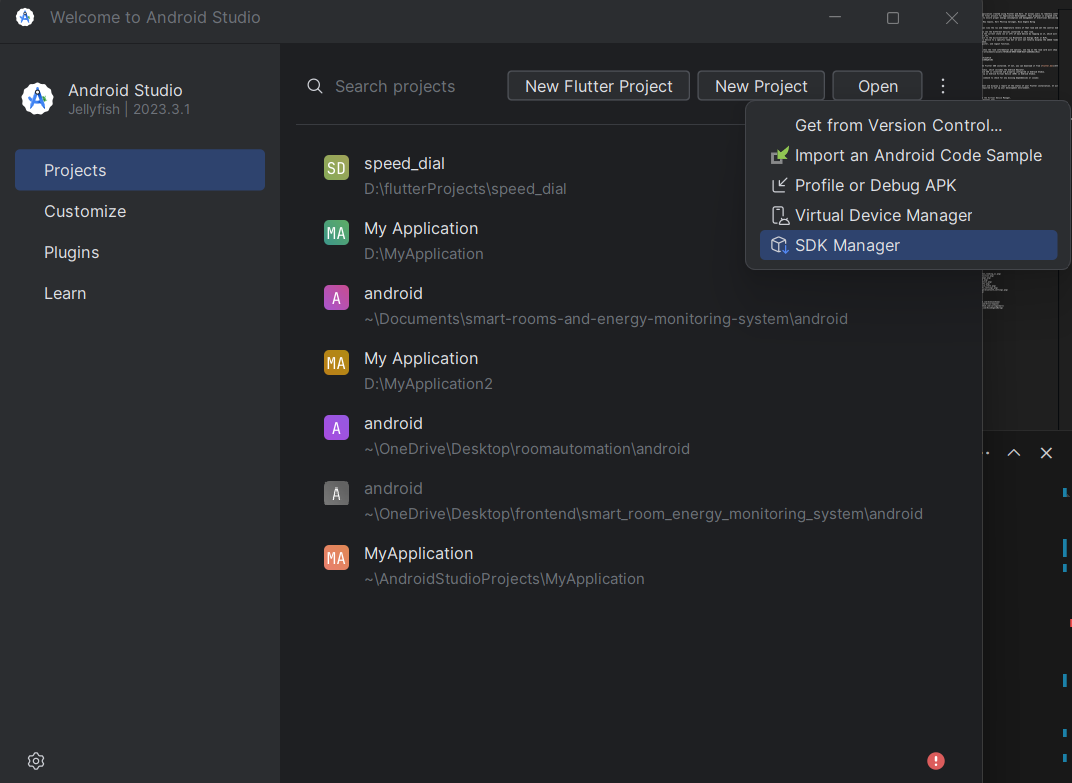 Welcome to Android Studio
Android Studio
Jellyfish | 2023.3.1
Projects
Customize
Plugins
Learn
Search projects
New Flutter Project
New Project
Open
Get from Version Control...
Import an Android Code Sample
Profile or Debug APK
Virtual Device Manager
SDK Manager
SD
speed_dial
D:\flutterProjects\speed_dial
MA
My Application
D:\MyApplication
A
android
~\Documents\smart-rooms-and-energy-monitoring-system\android
MA
My Application
D:\MyApplication2
A
android
~\OneDrive\Desktop\roomautomation\android
A
android
~\OneDrive\Desktop\frontend\smart_room_energy_monitoring_system\android
MA
MyApplication
~\AndroidStudioProjects\MyApplication